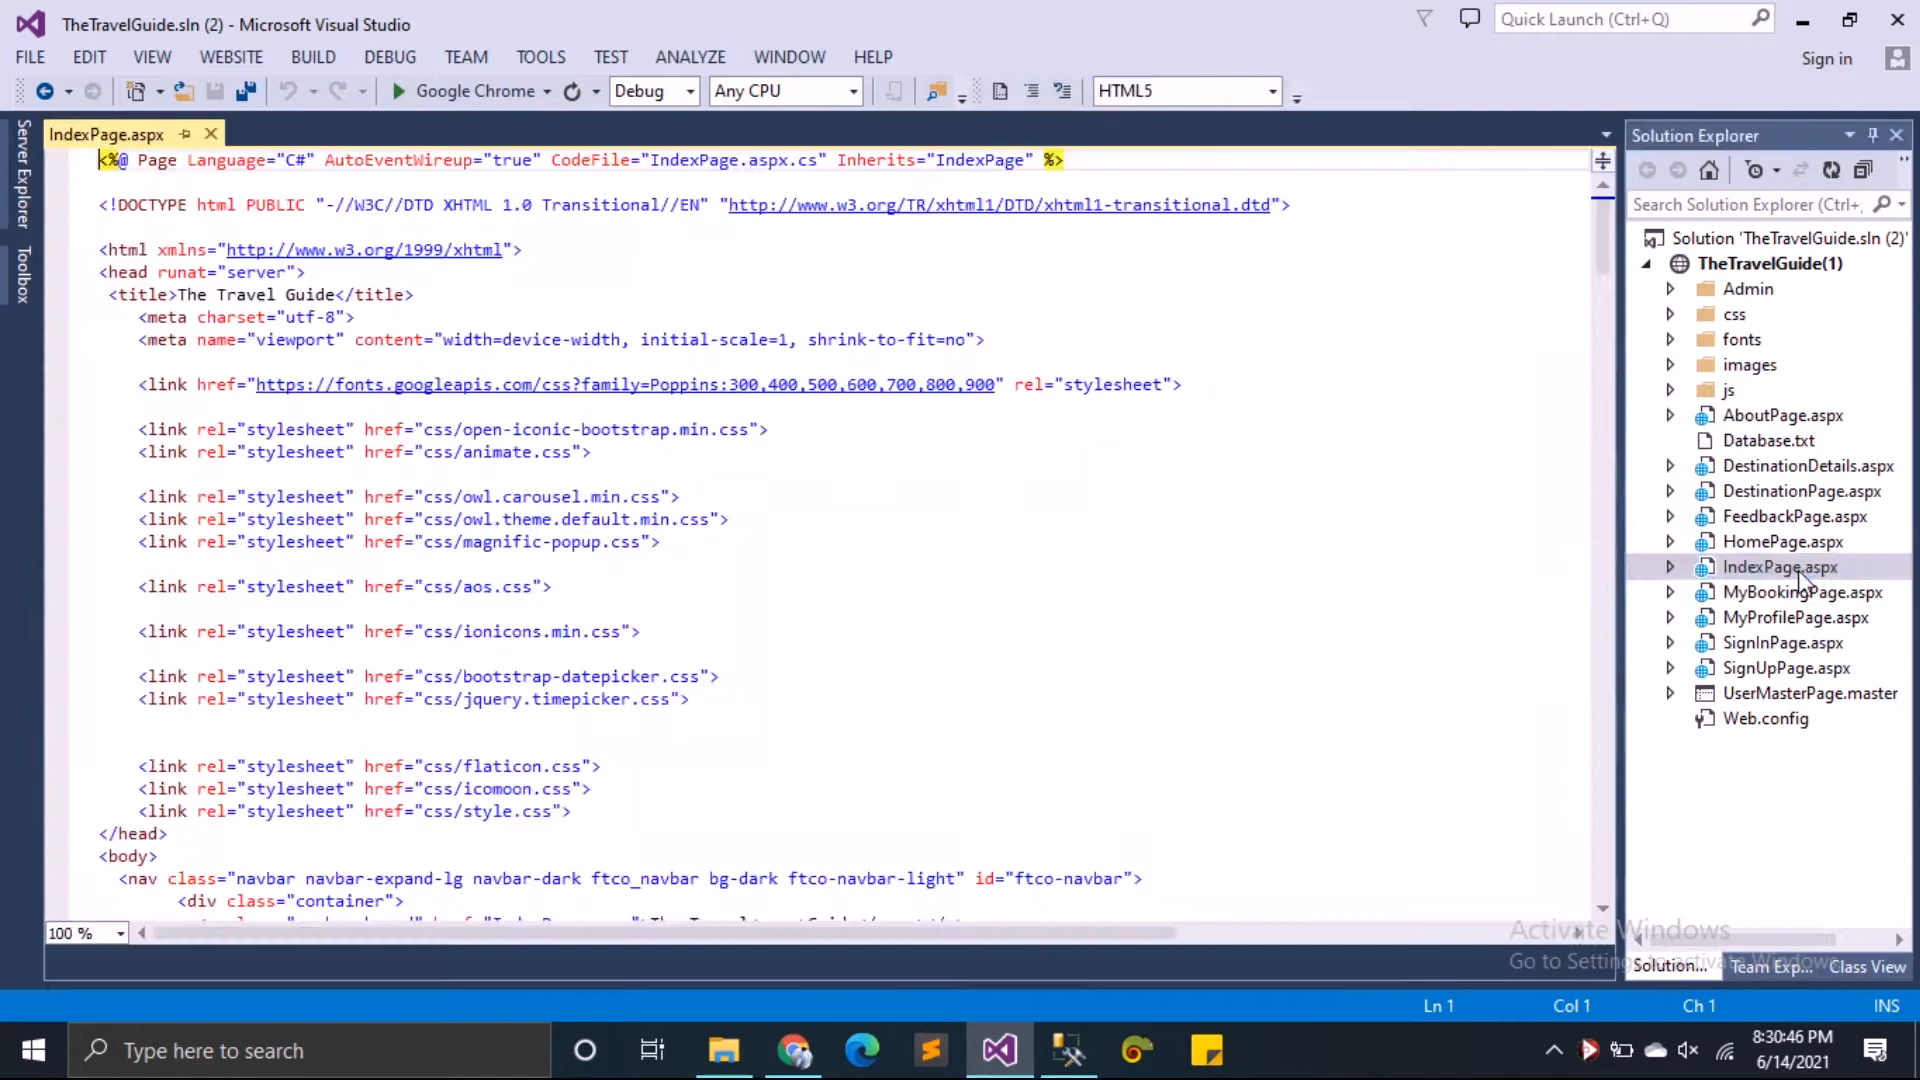 TheTravelGuide.sln (2) - Microsoft Visual Studio
Quick Launch (Ctrl+Q)
FILE EDIT VIEW WEBSITE BUILD DEBUG TEAM TOOLS TEST ANALYZE WINDOW HELP
Sign in
Google Chrome Debug Any CPU HTML5
Server Explorer
Toolbox
IndexPage.aspx
<%@ Page Language="C#" AutoEventWireup="true" CodeFile="IndexPage.aspx.cs" Inherits="IndexPage" %>
<!DOCTYPE html PUBLIC "-//W3C//DTD XHTML 1.0 Transitional//EN" "http://www.w3.org/TR/xhtml1/DTD/xhtml1-transitional.dtd">
<html xmlns="http://www.w3.org/1999/xhtml">
<head runat="server">
<title>The Travel Guide</title>
<meta charset="utf-8">
<meta name="viewport" content="width=device-width, initial-scale=1, shrink-to-fit=no">
<link href="https://fonts.googleapis.com/css?family=Poppins:300,400,500,600,700,800,900" rel="stylesheet">
<link rel="stylesheet" href="css/open-iconic-bootstrap.min.css">
<link rel="stylesheet" href="css/animate.css">
<link rel="stylesheet" href="css/owl.carousel.min.css">
<link rel="stylesheet" href="css/owl.theme.default.min.css">
<link rel="stylesheet" href="css/magnific-popup.css">
<link rel="stylesheet" href="css/aos.css">
<link rel="stylesheet" href="css/ionicons.min.css">
<link rel="stylesheet" href="css/bootstrap-datepicker.css">
<link rel="stylesheet" href="css/jquery.timepicker.css">
<link rel="stylesheet" href="css/flaticon.css">
<link rel="stylesheet" href="css/icomoon.css">
<link rel="stylesheet" href="css/style.css">
</head>
<body>
<nav class="navbar navbar-expand-lg navbar-dark ftco_navbar bg-dark ftco-navbar-light" id="ftco-navbar">
<div class="container">
100 %
Solution Explorer
Search Solution Explorer (Ctrl+;
Solution 'TheTravelGuide.sln (2)'
TheTravelGuide(1)
Admin
css
fonts
images
js
AboutPage.aspx
Database.txt
DestinationDetails.aspx
DestinationPage.aspx
FeedbackPage.aspx
HomePage.aspx
IndexPage.aspx
MyBookingPage.aspx
MyProfilePage.aspx
SignInPage.aspx
SignUpPage.aspx
UserMasterPage.master
Web.config
Activate Windows
Go to Settings to activate Windows.
Solution... Team Exp... Class View
Ln 1 Col 1 Ch 1 INS
Type here to search
8:30:46 PM
6/14/2021